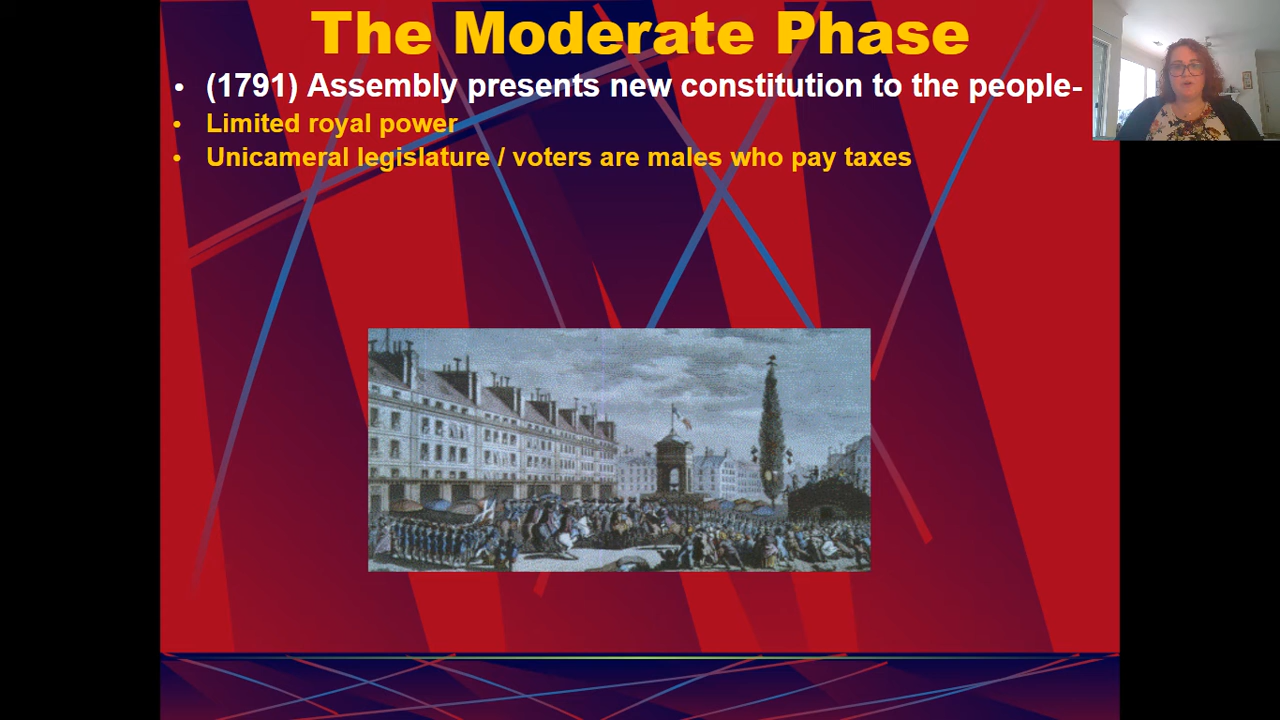 The Moderate Phase
• (1791) Assembly presents new constitution to the people-
• Limited royal power
• Unicameral legislature / voters are males who pay taxes